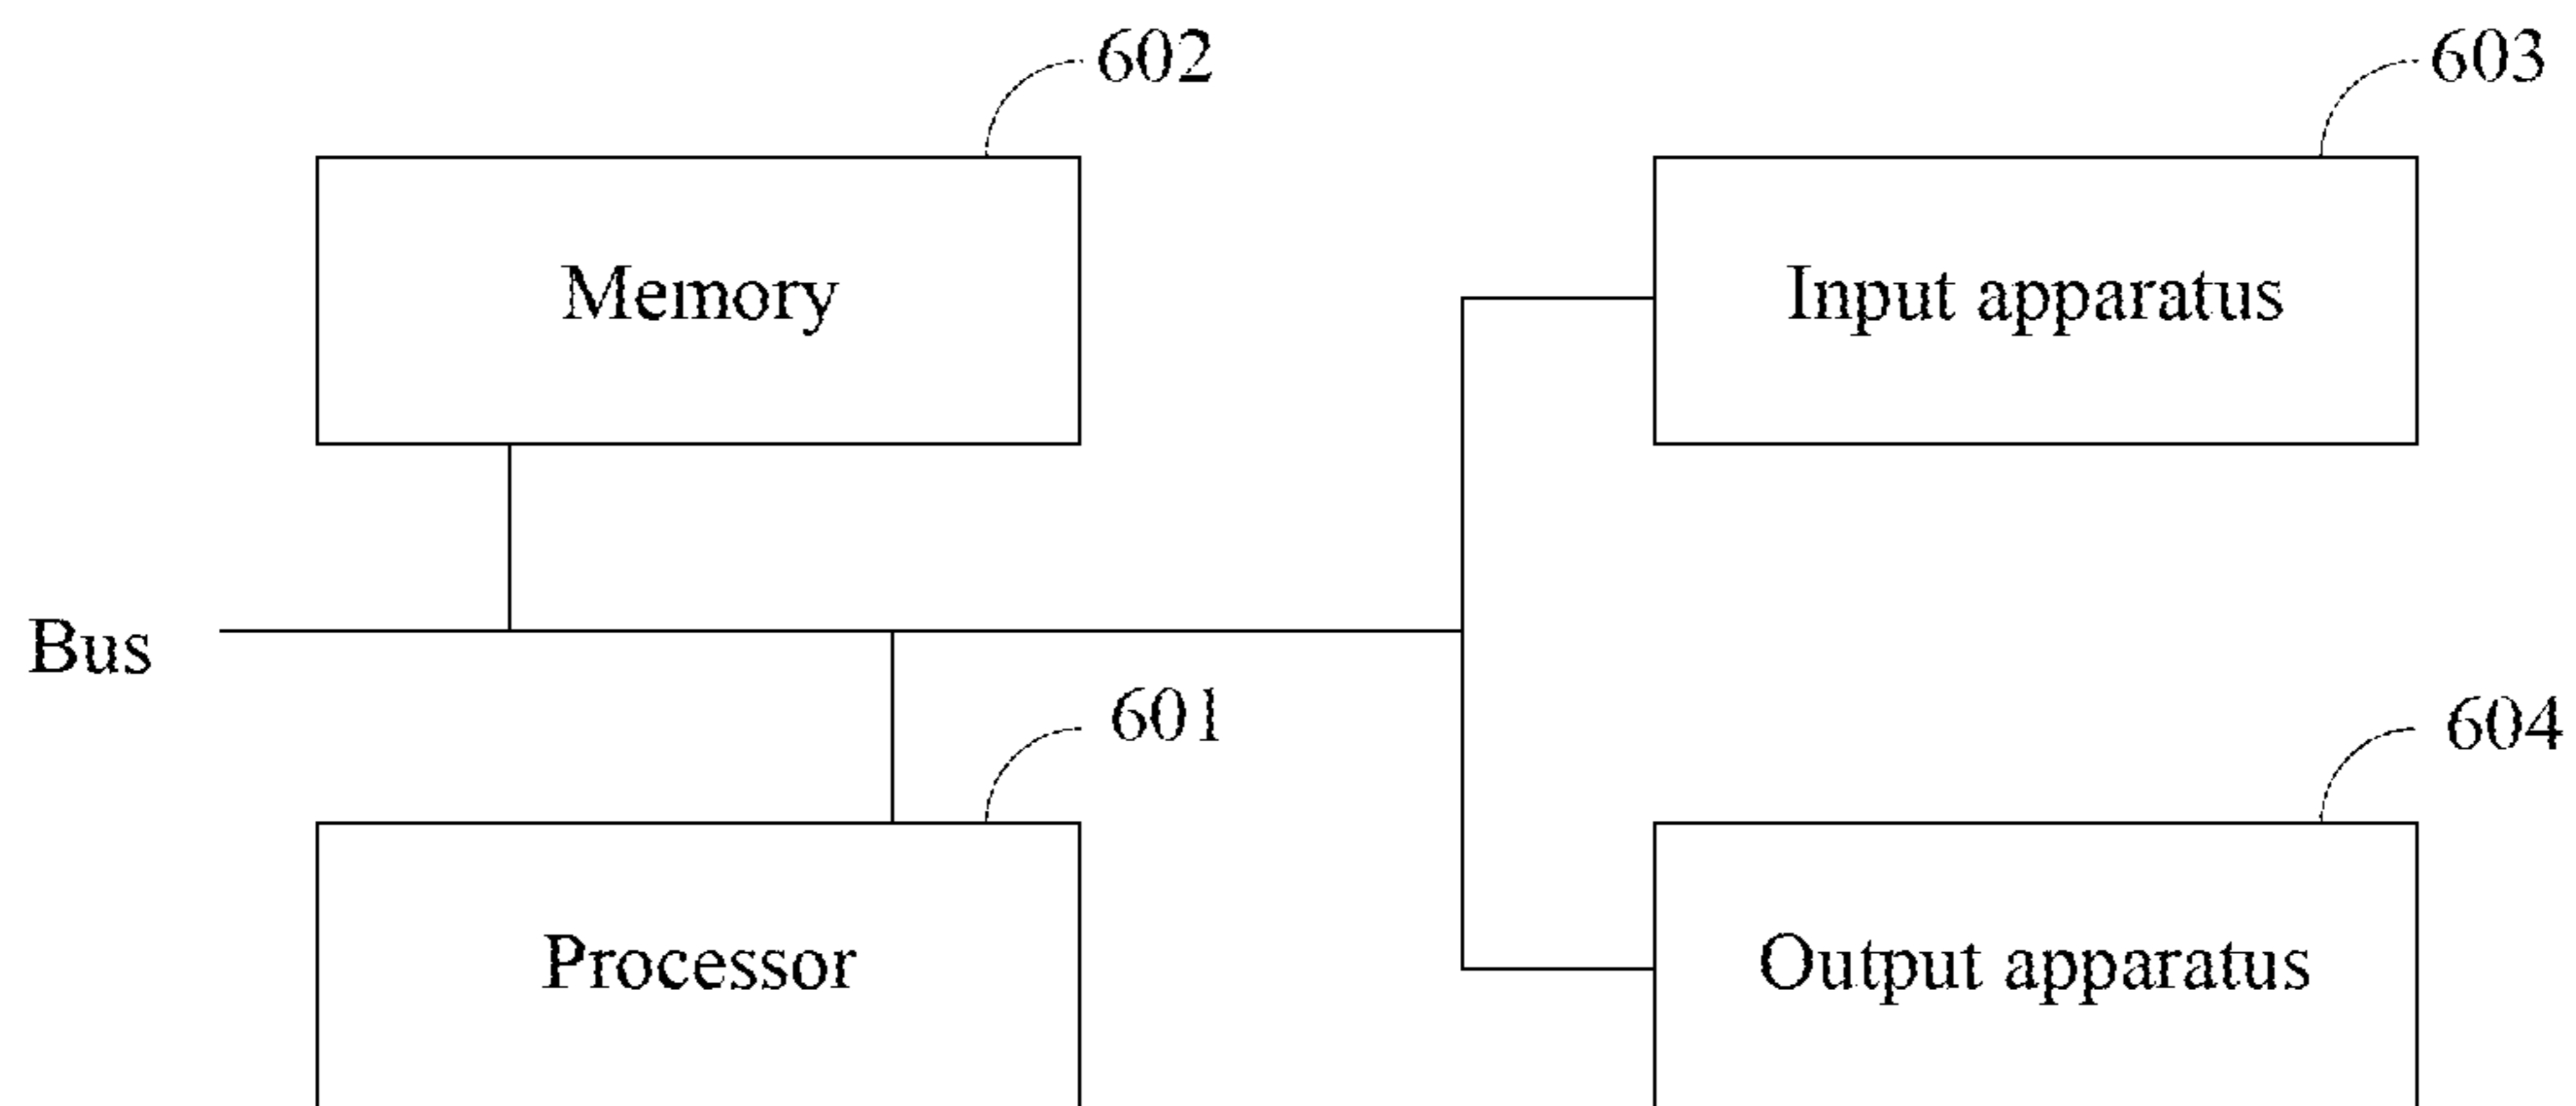 602
603
Memory
Input apparatus
Bus
601
604
Processor
Output apparatus